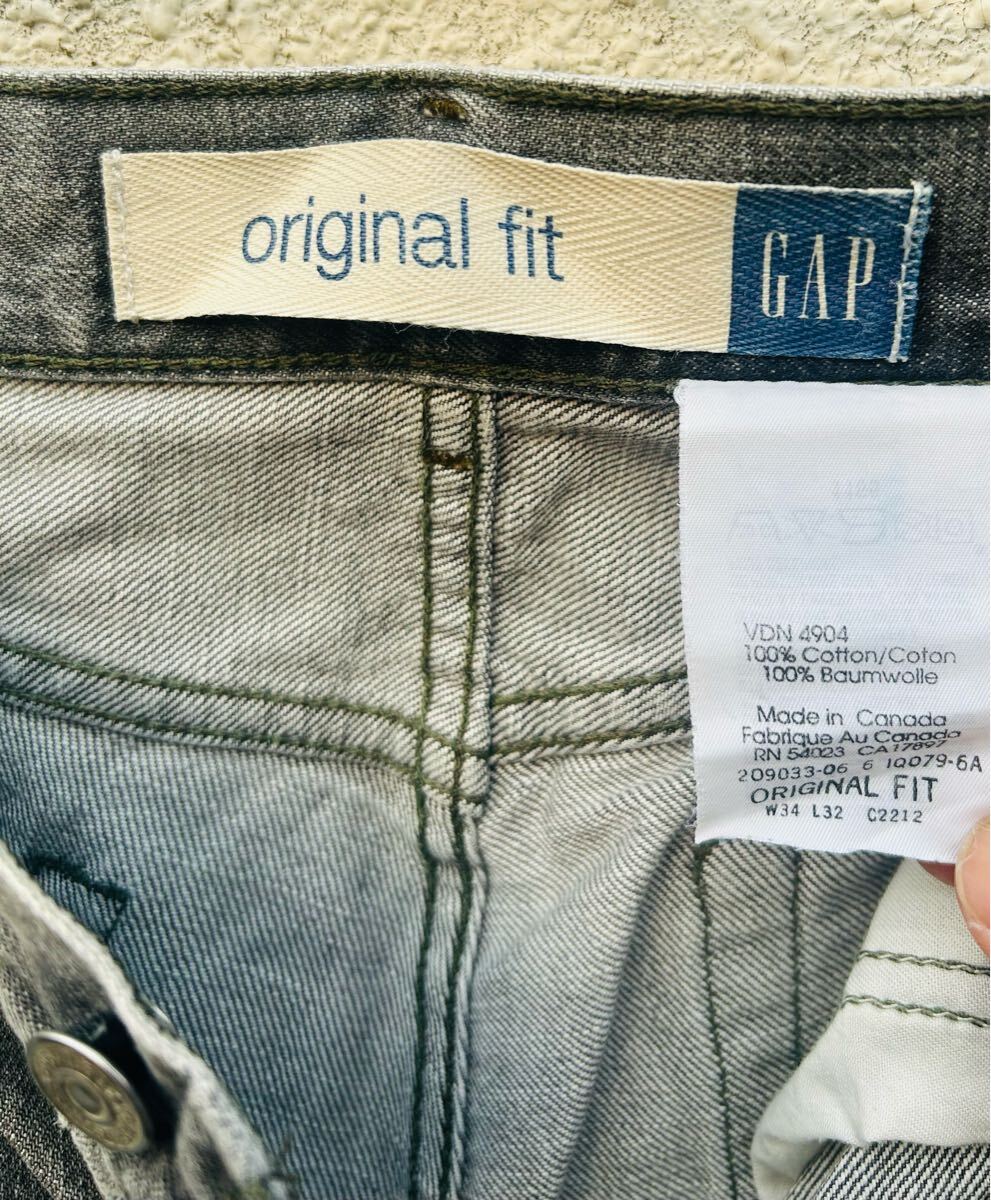 original fit GAP
VDN 4904
100% Cotton/Coton
100% Baumwolle
Made in Canada
Fabrique Au Canada
RN 54023 CA17897
209033-06 6 1Q079-6A
ORIGINAL FIT
W34 L32 C2212